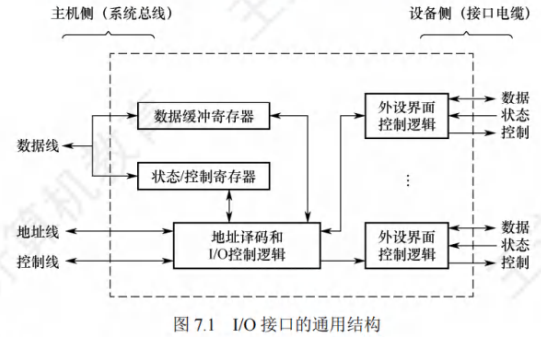 主机侧（系统总线）
设备侧（接口电缆）
数据缓冲寄存器
外设界面
控制逻辑
数据
状态
控制
数据线
状态/控制寄存器
⋮
地址线
控制线
地址译码和
I/O控制逻辑
外设界面
控制逻辑
数据
状态
控制
图 7.1 I/O 接口的通用结构